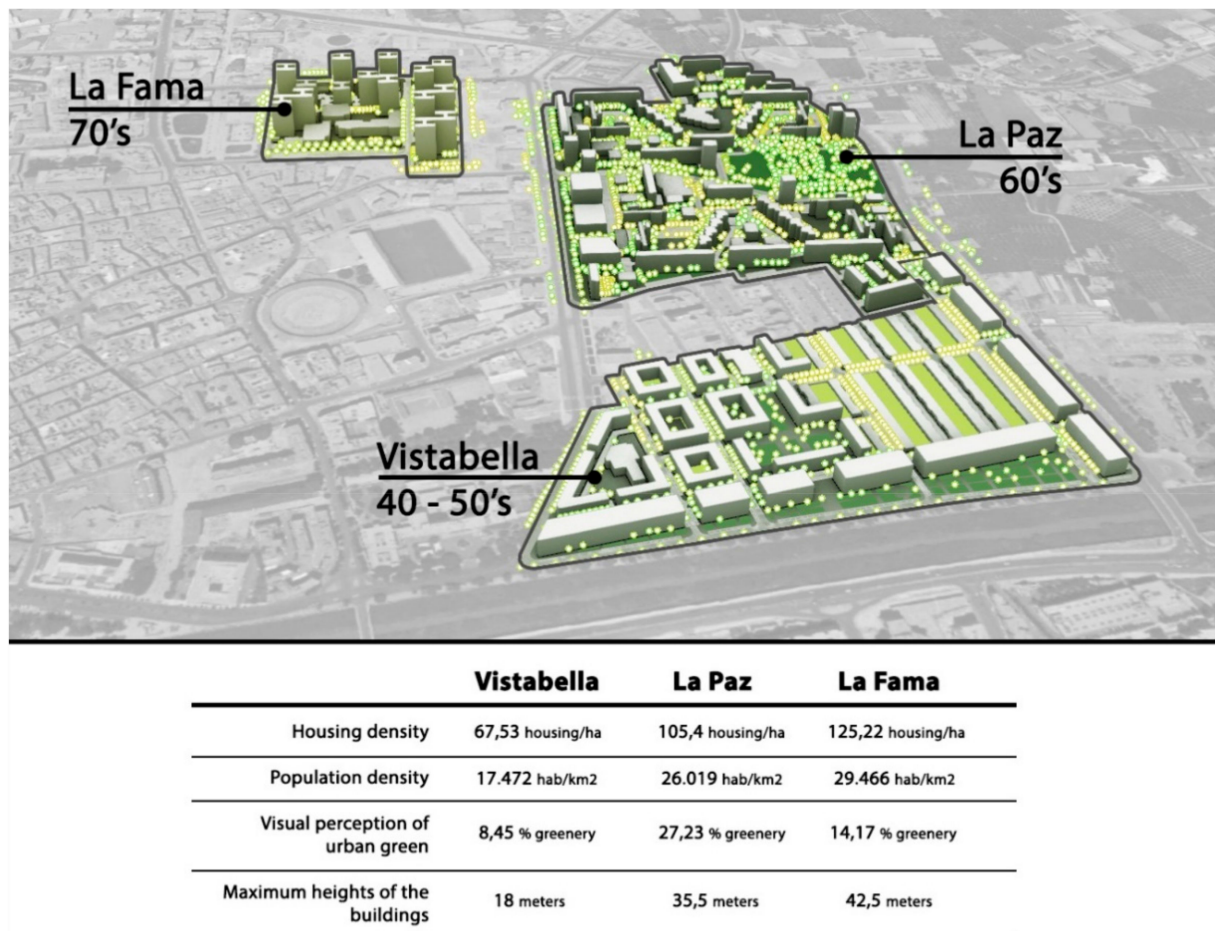 La Fama
70's
La Paz
60's
Vistabella
40 - 50's
Vistabella La Paz La Fama
Housing density 67,53 housing/ha 105,4 housing/ha 125,22 housing/ha
Population density 17.472 hab/km2 26.019 hab/km2 29.466 hab/km2
Visual perception of
urban green 8,45 % greenery 27,23 % greenery 14,17 % greenery
Maximum heights of the
buildings 18 meters 35,5 meters 42,5 meters